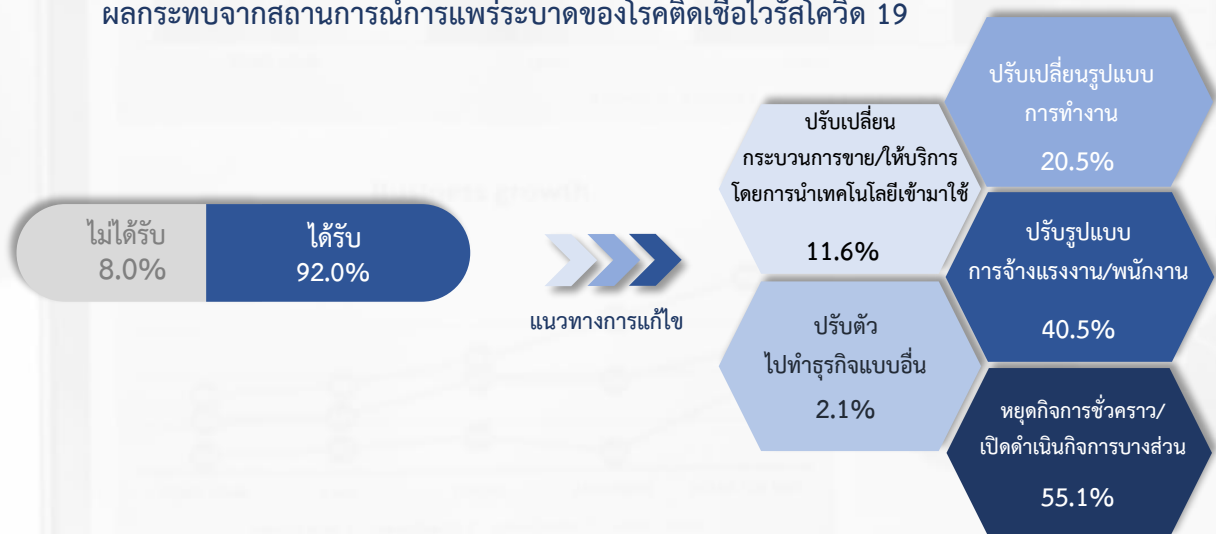 ผลกระทบจากสถานการณ์การแพร่ระบาดของโรคติดเชื้อไวรัสโควิด 19
ไม่ได้รับ
8.0%
ได้รับ
92.0%
แนวทางการแก้ไข
ปรับเปลี่ยน
กระบวนการขาย/ให้บริการ
โดยการนำเทคโนโลยีเข้ามาใช้
11.6%
ปรับตัว
ไปทำธุรกิจแบบอื่น
2.1%
ปรับเปลี่ยนรูปแบบ
การทำงาน
20.5%
ปรับรูปแบบ
การจ้างแรงงาน/พนักงาน
40.5%
หยุดกิจการชั่วคราว/
เปิดดำเนินกิจการบางส่วน
55.1%